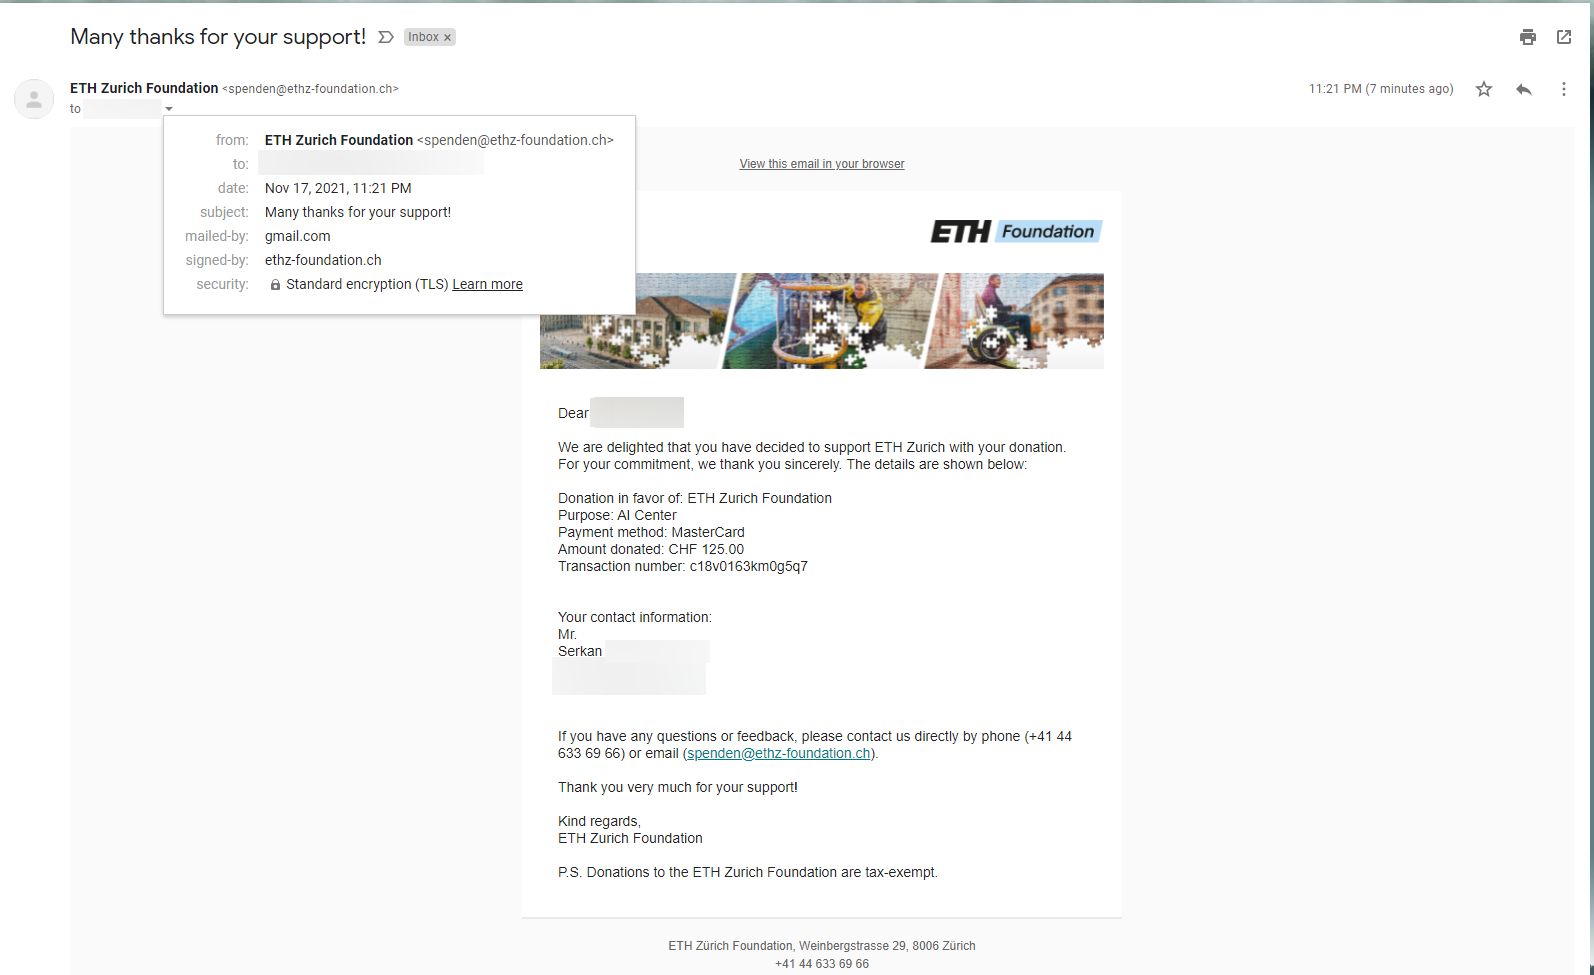 Many thanks for your support!
Inbox ×
ETH Zurich Foundation <spenden@ethz-foundation.ch>
11:21 PM (7 minutes ago)
to
from: ETH Zurich Foundation <spenden@ethz-foundation.ch>
to:
date: Nov 17, 2021, 11:21 PM
subject: Many thanks for your support!
mailed-by: gmail.com
signed-by: ethz-foundation.ch
security: Standard encryption (TLS) Learn more
View this email in your browser
ETH Foundation
Dear
We are delighted that you have decided to support ETH Zurich with your donation.
For your commitment, we thank you sincerely. The details are shown below:
Donation in favor of: ETH Zurich Foundation
Purpose: AI Center
Payment method: MasterCard
Amount donated: CHF 125.00
Transaction number: c18v0163km0g5q7
Your contact information:
Mr.
Serkan
If you have any questions or feedback, please contact us directly by phone (+41 44
633 69 66) or email (spenden@ethz-foundation.ch).
Thank you very much for your support!
Kind regards,
ETH Zurich Foundation
P.S. Donations to the ETH Zurich Foundation are tax-exempt.
ETH Zürich Foundation, Weinbergstrasse 29, 8006 Zürich
+41 44 633 69 66